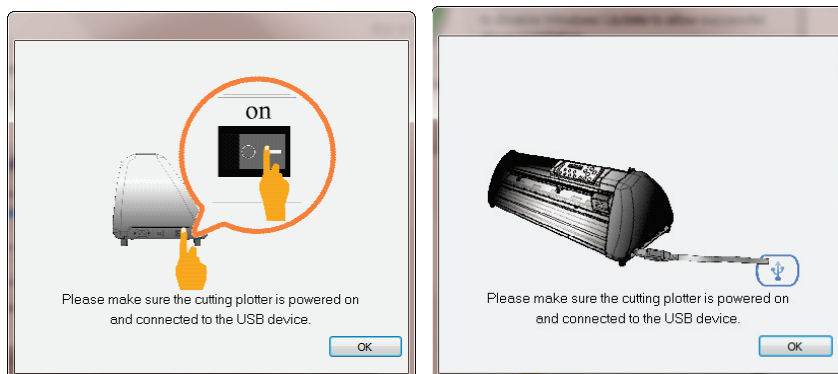 on
Please make sure the cutting plotter is powered on
and connected to the USB device.
OK
Please make sure the cutting plotter is powered on
and connected to the USB device.
OK